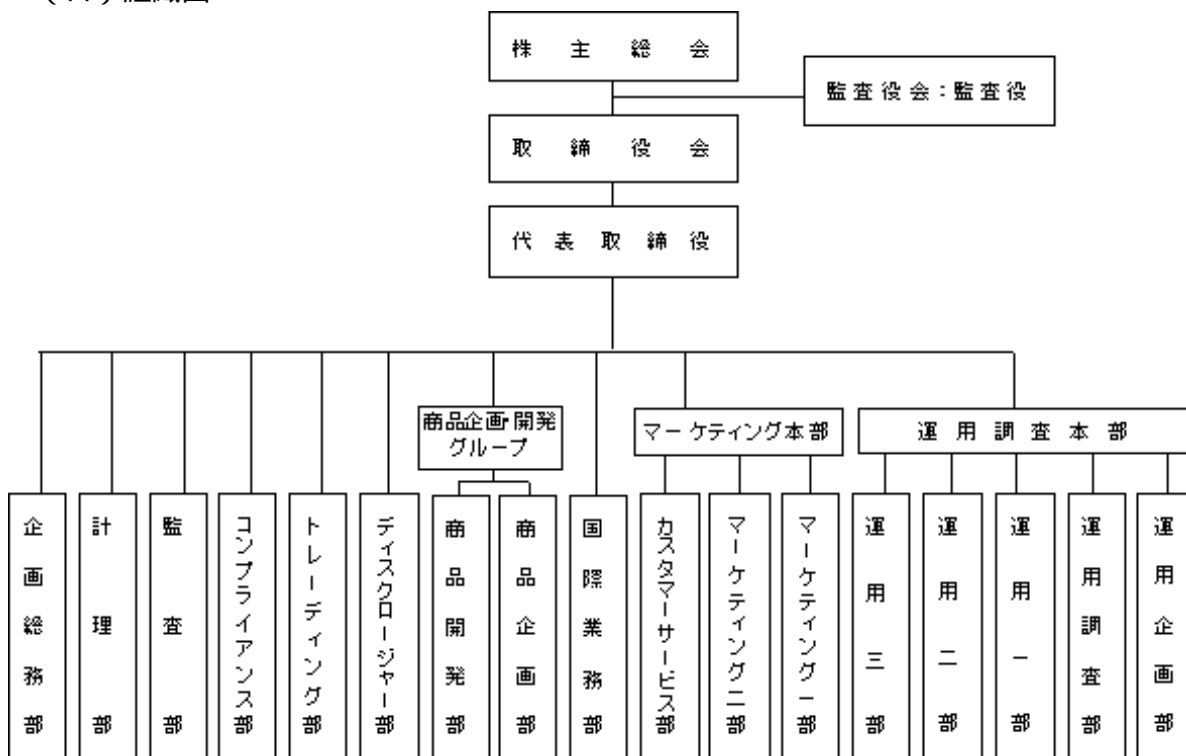 株主総会
監査役会：監査役
取締役会
代表取締役
商品企画・開発
グループ
マーケティング本部
運用調査本部
企画総務部
計理部
監査部
コンプライアンス部
トレーディング部
ディスクロージャー部
商品開発部
商品企画部
国際業務部
カスタマーサービス部
マーケティング二部
マーケティング一部
運用三部
運用二部
運用一部
運用調査部
運用企画部